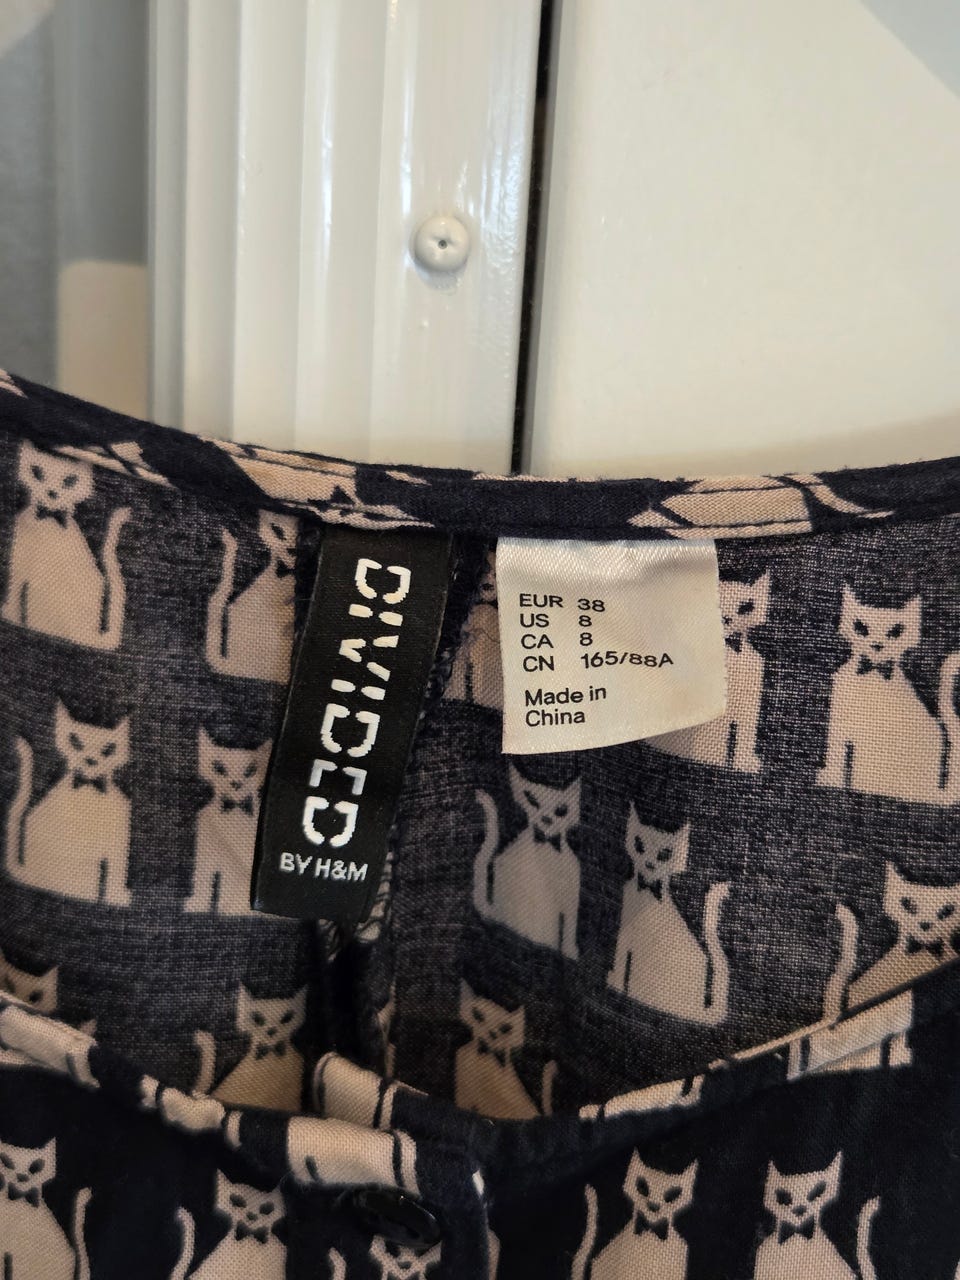 DIVIDED
BY H&M
EUR 38
US 8
CA 8
CN 165/88A
Made in
China